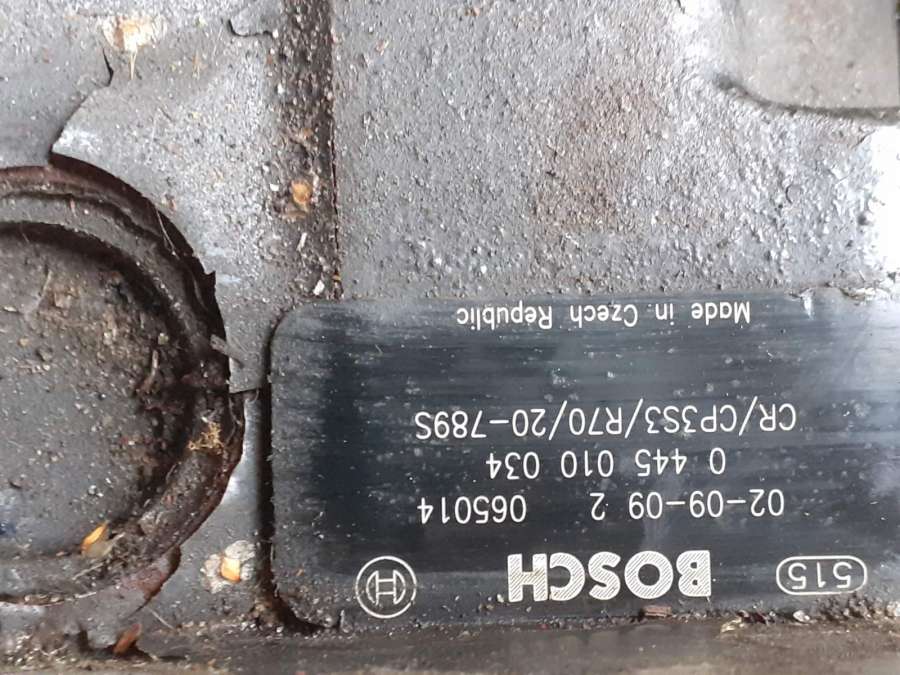 515 BOSCH
02-09-09 2 065014
0 445 010 034
CR/CP3S3/R70/20-789S
Made in Czech Republic